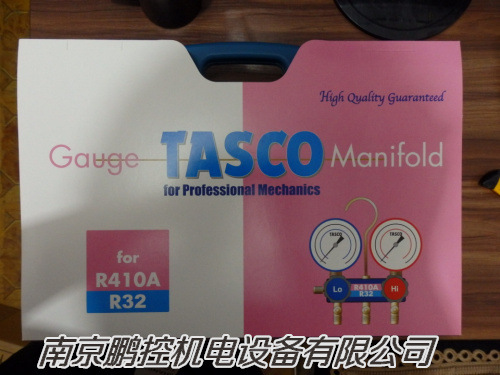 High Quality Guaranteed
Gauge TASCO Manifold
for Professional Mechanics
for
R410A
R32
TASCO
TASCO
Lo
R410A
R32
Hi
南京鹏控机电设备有限公司